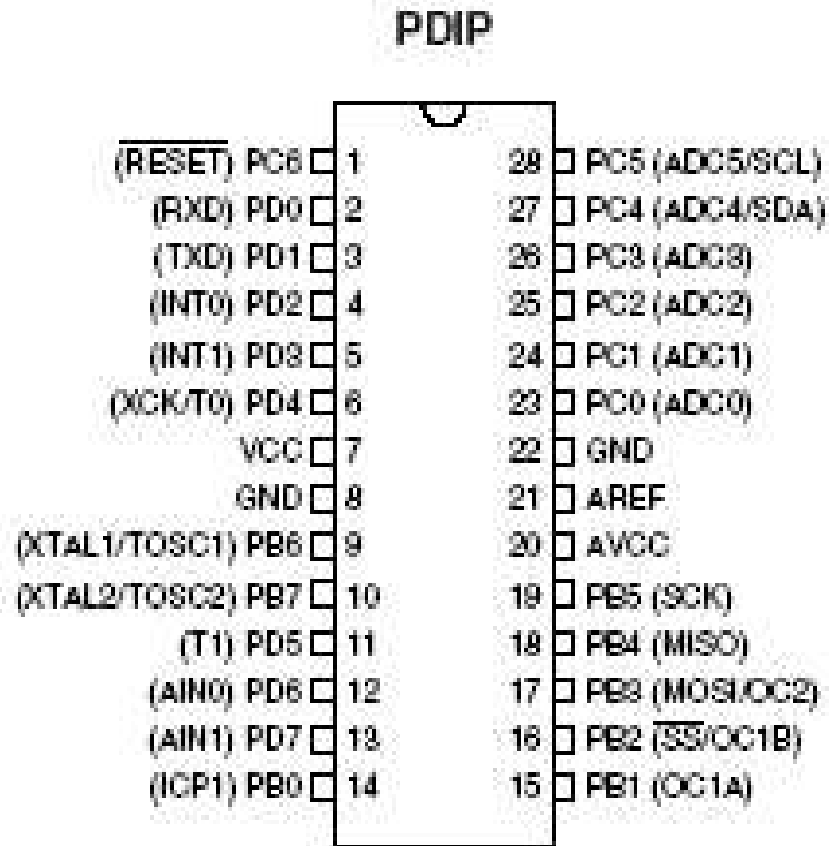 PDIP
(RESET) PC6 1 28 PC5 (ADC5/SCL)
(RXD) PD0 2 27 PC4 (ADC4/SDA)
(TXD) PD1 3 26 PC3 (ADC3)
(INT0) PD2 4 25 PC2 (ADC2)
(INT1) PD3 5 24 PC1 (ADC1)
(XCK/T0) PD4 6 23 PC0 (ADC0)
VCC 7 22 GND
GND 8 21 AREF
(XTAL1/TOSC1) PB6 9 20 AVCC
(XTAL2/TOSC2) PB7 10 19 PB5 (SCK)
(T1) PD5 11 18 PB4 (MISO)
(AIN0) PD6 12 17 PB3 (MOSI/OC2)
(AIN1) PD7 13 16 PB2 (SS/OC1B)
(ICP1) PB0 14 15 PB1 (OC1A)